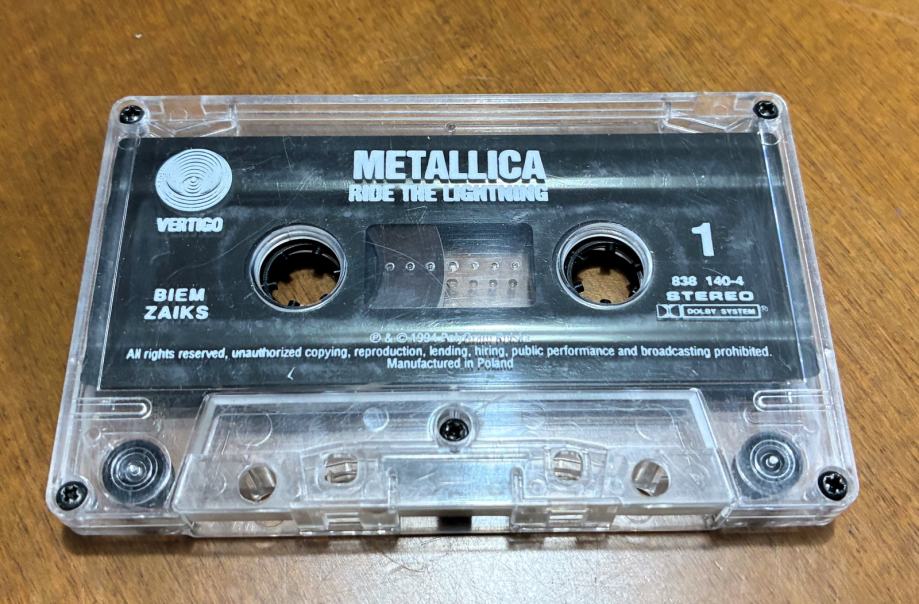 METALLICA
RIDE THE LIGHTNING
VERTIGO
1
BIEM
ZAIKS
838 140-4
STEREO
DOLBY SYSTEM ®
℗ & © 1994
All rights reserved, unauthorized copying, reproduction, lending, hiring, public performance and broadcasting prohibited.
Manufactured in Poland